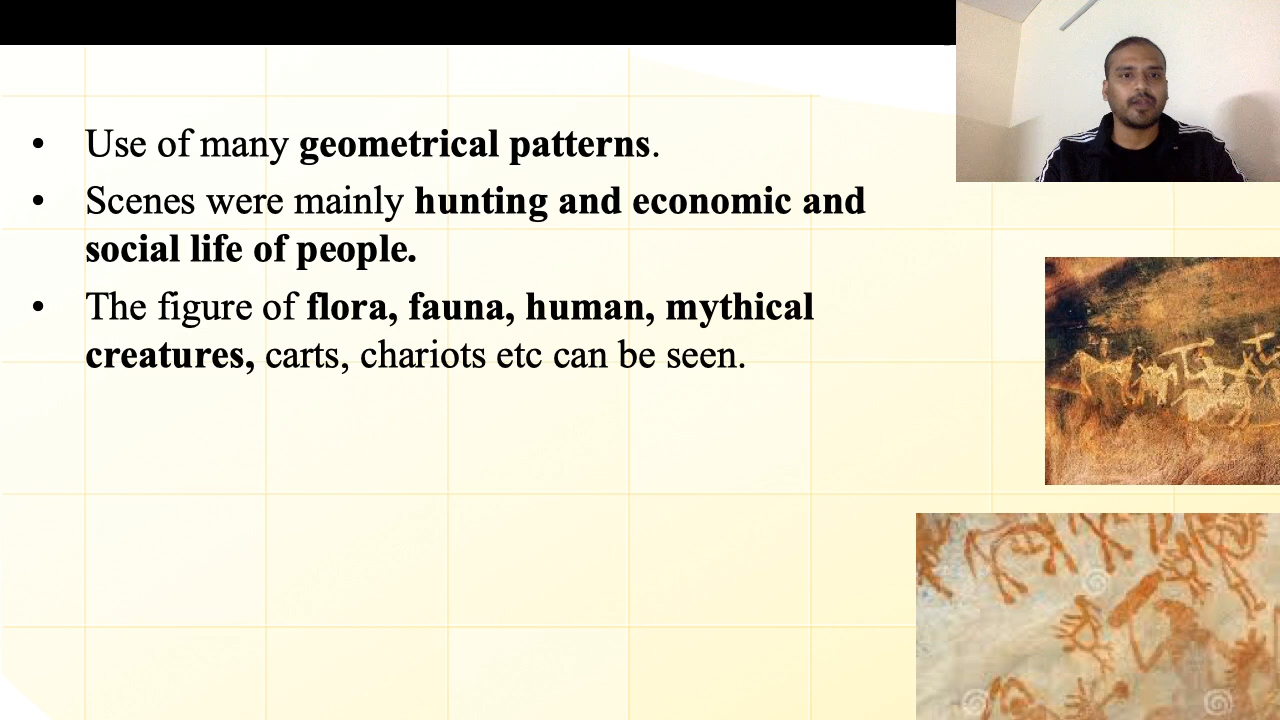 • Use of many geometrical patterns.
• Scenes were mainly hunting and economic and
social life of people.
• The figure of flora, fauna, human, mythical
creatures, carts, chariots etc can be seen.